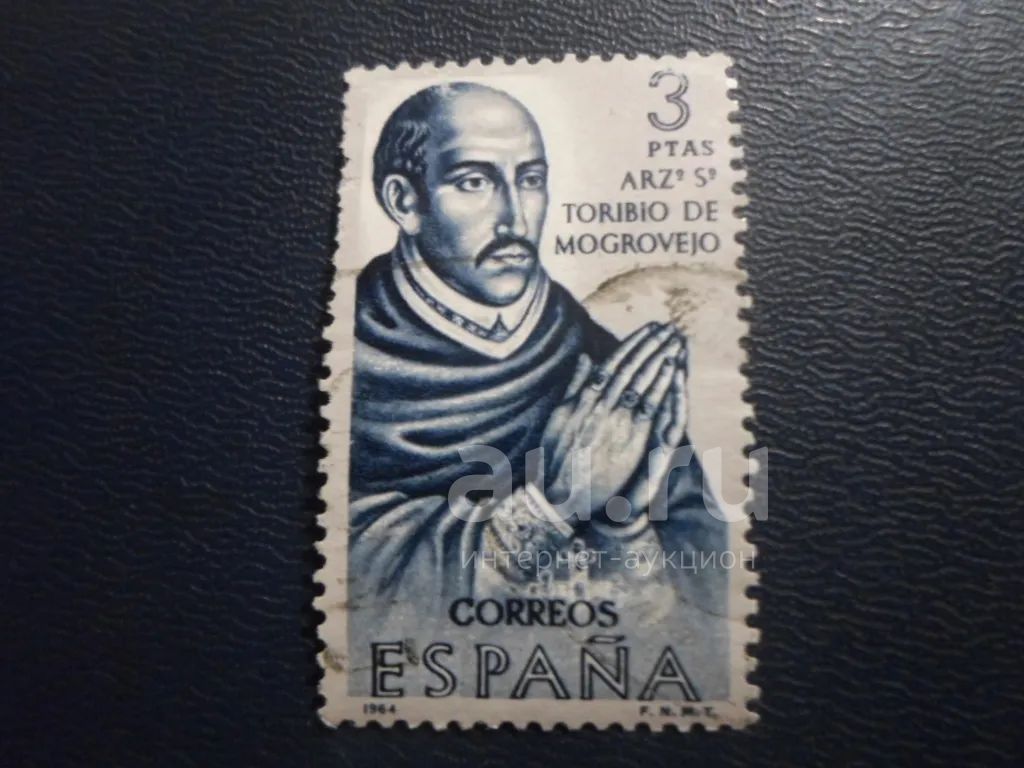 3
PTAS
ARZº Sº
TORIBIO DE
MOGROVEJO
au.ru
интернет-аукцион
CORREOS
ESPAÑA
1964 F. N. M. T.